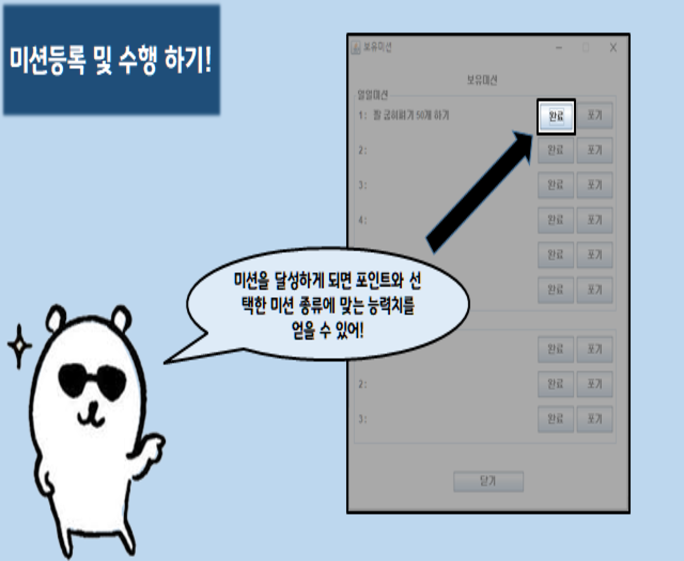 미션등록 및 수행 하기!
보유미션
보유미션
일일미션
1: 팔 굽혀펴기 50개 하기
완료 포기
2:
완료 포기
3:
완료 포기
4:
완료 포기
완료 포기
완료 포기
미션을 달성하게 되면 포인트와 선
택한 미션 종류에 맞는 능력치를
얻을 수 있어!
완료 포기
2:
완료 포기
3:
완료 포기
닫기